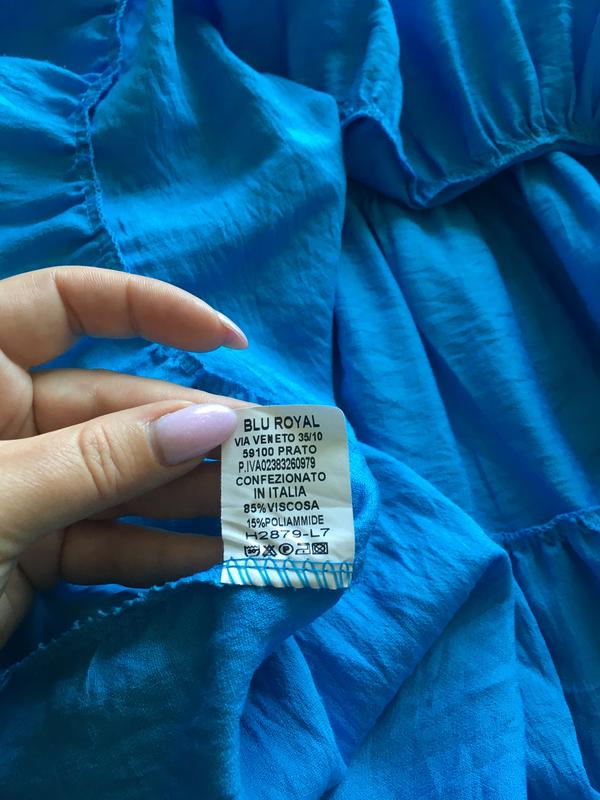 BLU ROYAL
VIA VENETO 35/10
59100 PRATO
P.IVA02383260979
CONFEZIONATO
IN ITALIA
85%VISCOSA
15%POLIAMMIDE
H2879-L7